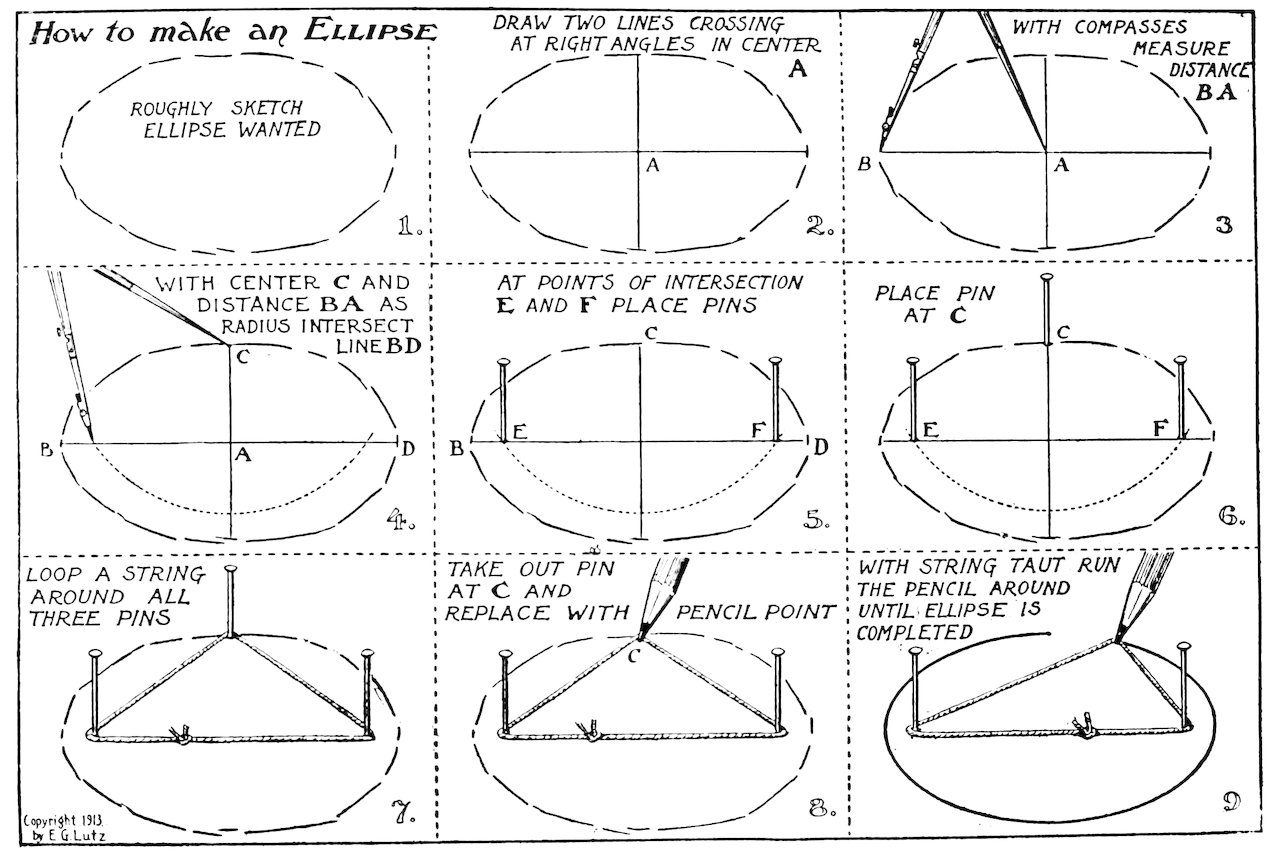 How to make an ELLIPSE
ROUGHLY SKETCH
ELLIPSE WANTED
1.
DRAW TWO LINES CROSSING
AT RIGHT ANGLES IN CENTER
A
A
2.
WITH COMPASSES
MEASURE
DISTANCE
BA
B
A
3
WITH CENTER C AND
DISTANCE BA AS
RADIUS INTERSECT
LINE BD
C
B
A
D
4.
AT POINTS OF INTERSECTION
E AND F PLACE PINS
C
E
F
B
D
5.
PLACE PIN
AT C
C
E
F
6.
LOOP A STRING
AROUND ALL
THREE PINS
7.
Copyright 1913
by E.G. Lutz
TAKE OUT PIN
AT C AND
REPLACE WITH PENCIL POINT
C
8.
WITH STRING TAUT RUN
THE PENCIL AROUND
UNTIL ELLIPSE IS
COMPLETED
9